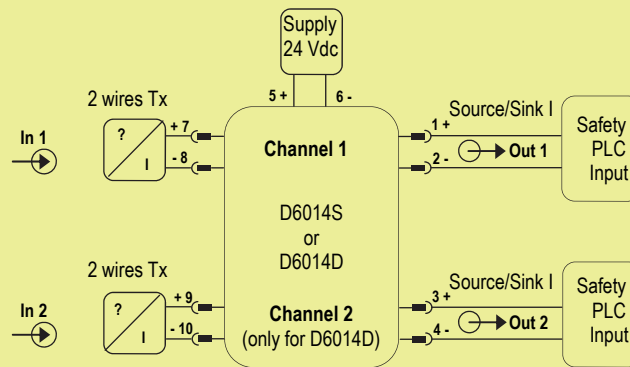 Supply
24 Vdc
5 +
6 -
2 wires Tx
In 1
?
I
+ 7
- 8
Channel 1
1 +
2 -
Source/Sink I
Out 1
Safety
PLC
Input
D6014S
or
D6014D
2 wires Tx
In 2
?
I
+ 9
- 10
Channel 2
(only for D6014D)
3 +
4 -
Source/Sink I
Out 2
Safety
PLC
Input